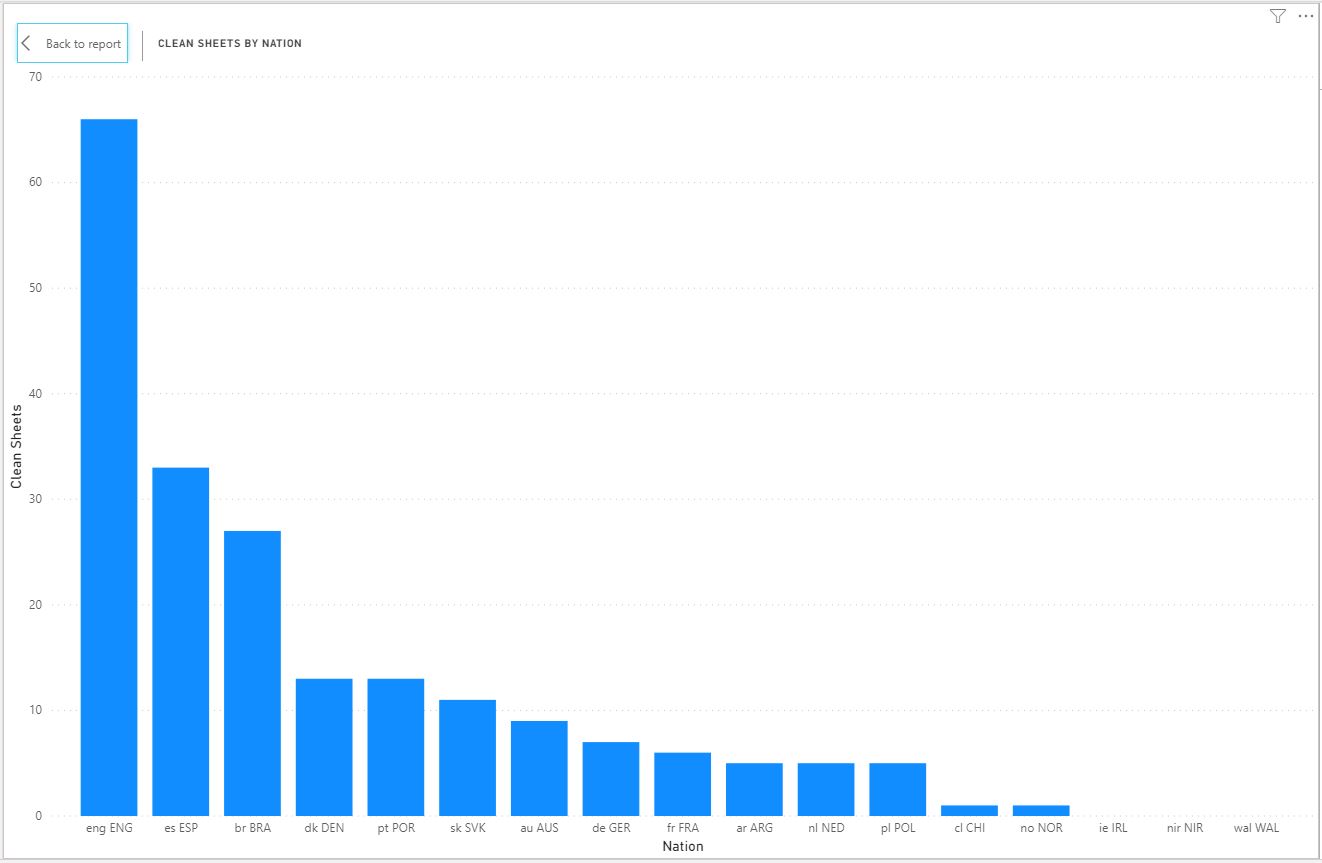 Back to report
CLEAN SHEETS BY NATION
70
60
50
40
30
20
10
0
Clean Sheets
eng ENG es ESP br BRA dk DEN pt POR sk SVK au AUS de GER fr FRA ar ARG nl NED pl POL cl CHI no NOR ie IRL nir NIR wal WAL
Nation